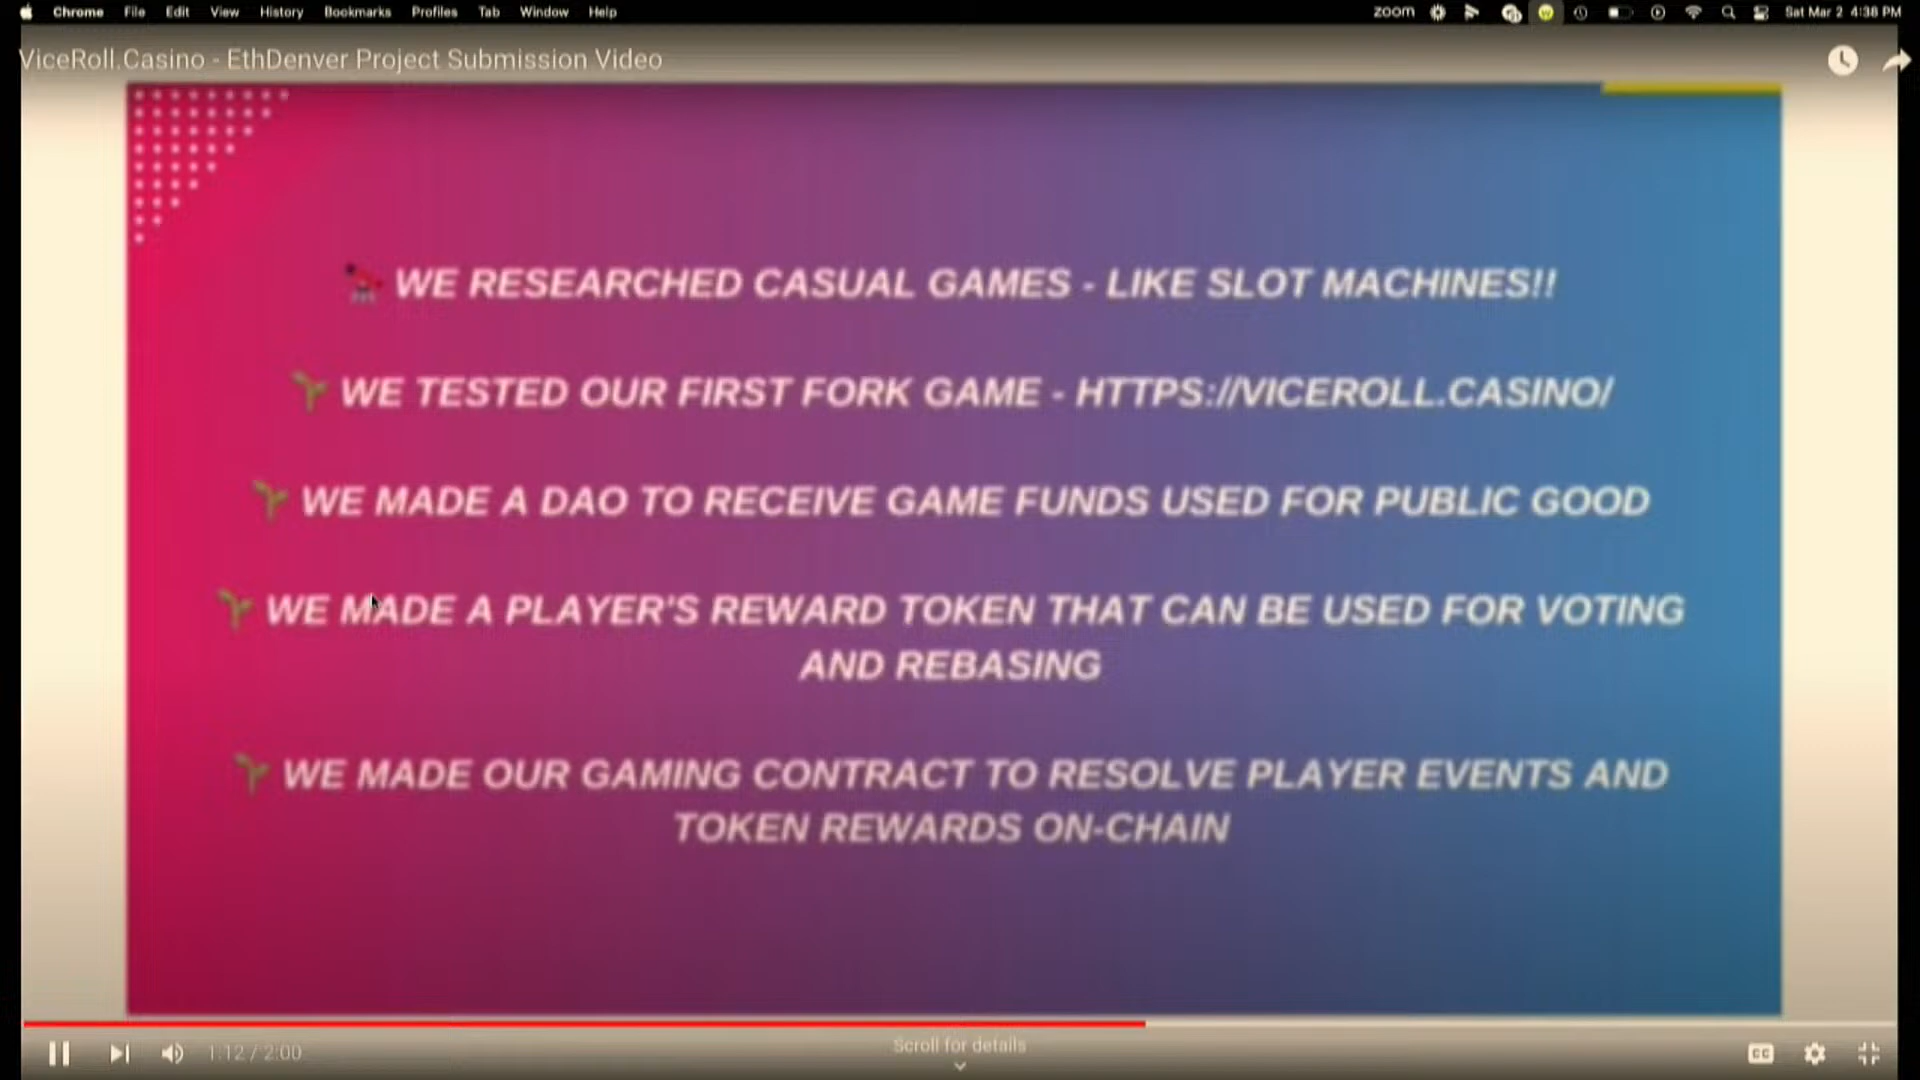 Chrome File Edit View History Bookmarks Profiles Tab Window Help zoom Sat Mar 2 4:38 PM
ViceRoll.Casino - EthDenver Project Submission Video
WE RESEARCHED CASUAL GAMES - LIKE SLOT MACHINES!!
WE TESTED OUR FIRST FORK GAME - HTTPS://VICEROLL.CASINO/
WE MADE A DAO TO RECEIVE GAME FUNDS USED FOR PUBLIC GOOD
WE MADE A PLAYER'S REWARD TOKEN THAT CAN BE USED FOR VOTING
AND REBASING
WE MADE OUR GAMING CONTRACT TO RESOLVE PLAYER EVENTS AND
TOKEN REWARDS ON-CHAIN
1:12 / 2:00
Scroll for details
CC